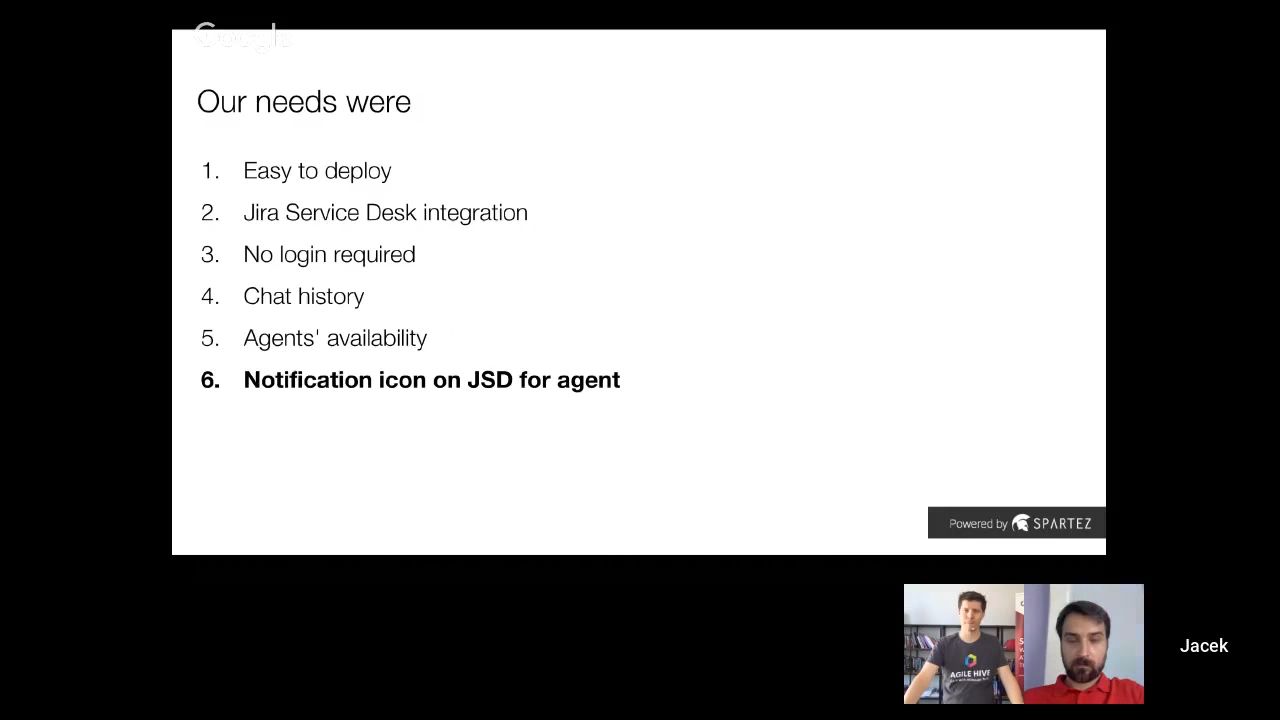 Google
Our needs were
1. Easy to deploy
2. Jira Service Desk integration
3. No login required
4. Chat history
5. Agents' availability
6. Notification icon on JSD for agent
Powered by SPARTEZ
AGILE HIVE
Jacek